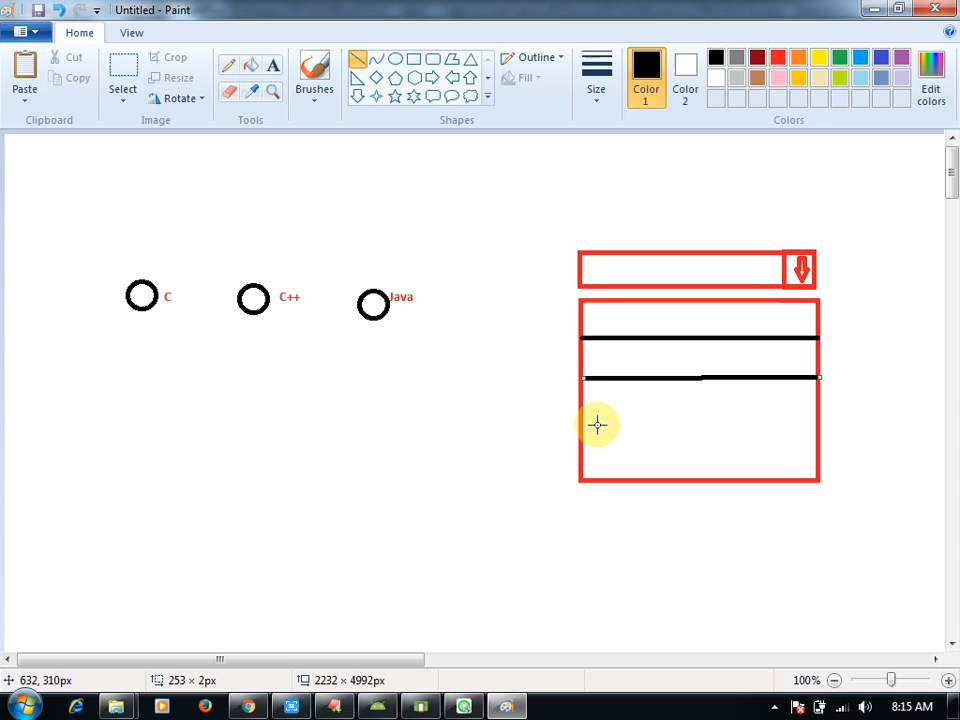 Untitled - Paint
Home
View
Paste
Cut
Copy
Clipboard
Select
Crop
Resize
Rotate
Image
A
Tools
Brushes
Shapes
Outline
Fill
Size
Color 1
Color 2
Colors
Edit colors
C
C++
Java
632, 310px
253 × 2px
2232 × 4992px
100%
8:15 AM